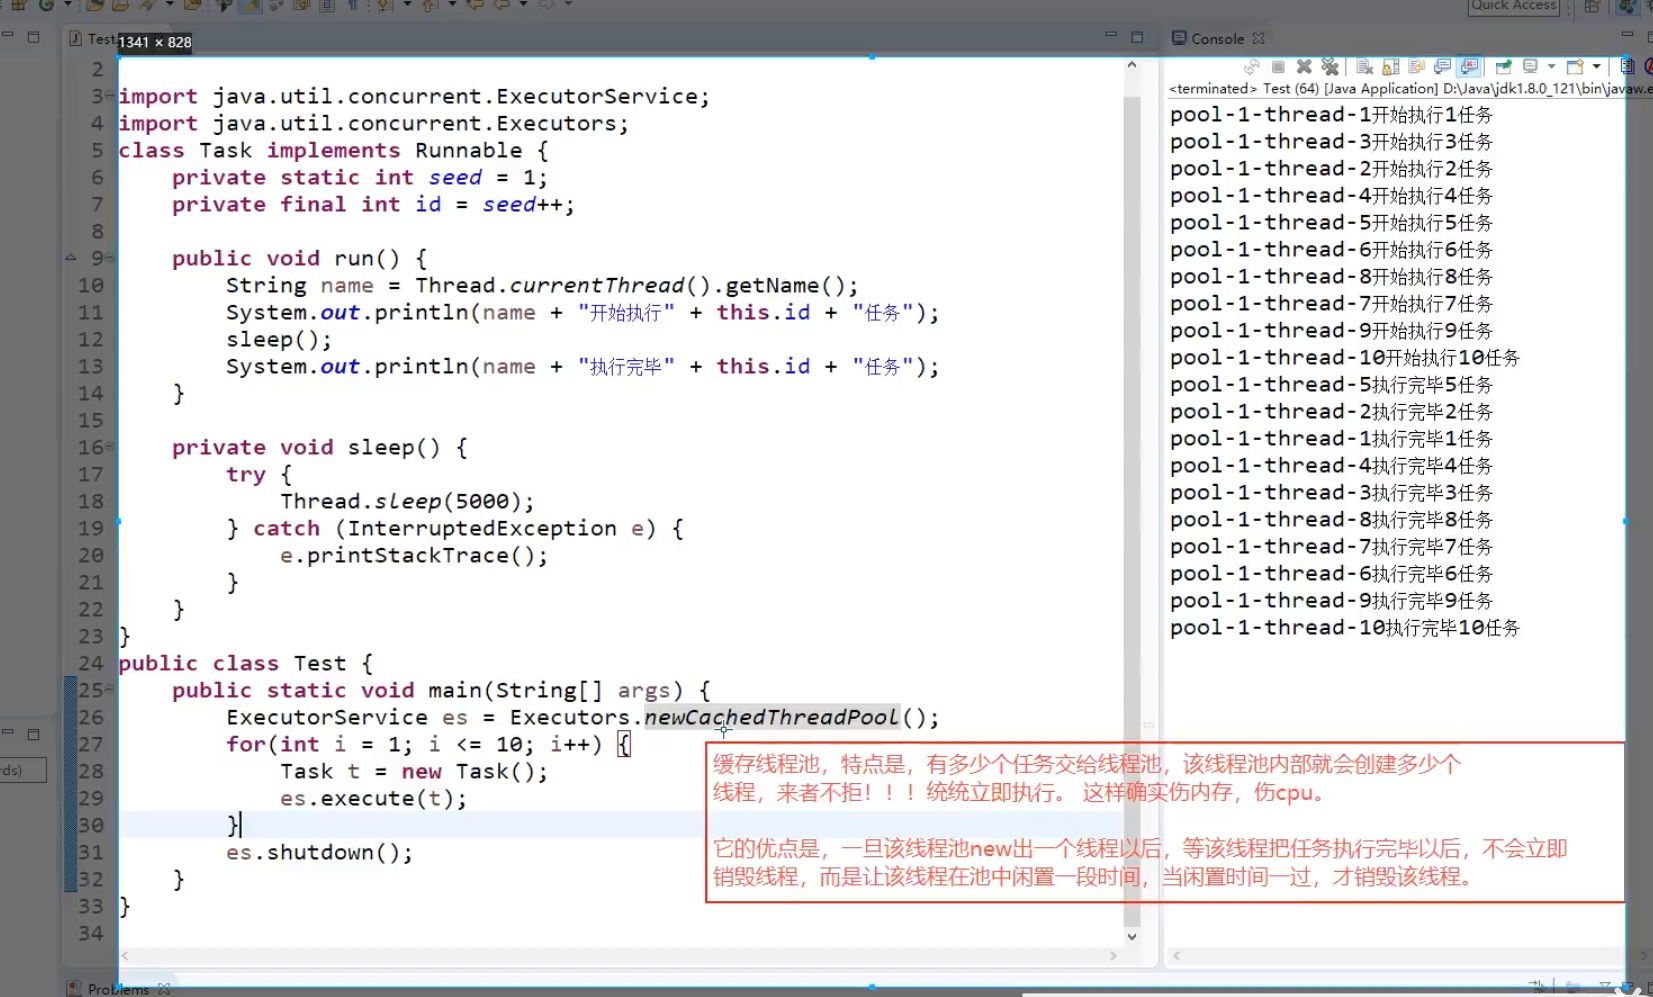 Quick Access
Test
1341 × 828
Console
<terminated> Test (64) [Java Application] D:\Java\jdk1.8.0_121\bin\javaw.e
2
3 import java.util.concurrent.ExecutorService;
4 import java.util.concurrent.Executors;
5 class Task implements Runnable {
6 private static int seed = 1;
7 private final int id = seed++;
8
9 public void run() {
10 String name = Thread.currentThread().getName();
11 System.out.println(name + "开始执行" + this.id + "任务");
12 sleep();
13 System.out.println(name + "执行完毕" + this.id + "任务");
14 }
15
16 private void sleep() {
17 try {
18 Thread.sleep(5000);
19 } catch (InterruptedException e) {
20 e.printStackTrace();
21 }
22 }
23 }
24 public class Test {
25 public static void main(String[] args) {
26 ExecutorService es = Executors.newCachedThreadPool();
27 for(int i = 1; i <= 10; i++) {
28 Task t = new Task();
29 es.execute(t);
30 }
31 es.shutdown();
32 }
33 }
34
缓存线程池，特点是，有多少个任务交给线程池，该线程池内部就会创建多少个
线程，来者不拒！！！统统立即执行。 这样确实伤内存，伤cpu。
它的优点是，一旦该线程池new出一个线程以后，等该线程把任务执行完毕以后，不会立即
销毁线程，而是让该线程在池中闲置一段时间，当闲置时间一过，才销毁该线程。
pool-1-thread-1开始执行1任务
pool-1-thread-3开始执行3任务
pool-1-thread-2开始执行2任务
pool-1-thread-4开始执行4任务
pool-1-thread-5开始执行5任务
pool-1-thread-6开始执行6任务
pool-1-thread-8开始执行8任务
pool-1-thread-7开始执行7任务
pool-1-thread-9开始执行9任务
pool-1-thread-10开始执行10任务
pool-1-thread-5执行完毕5任务
pool-1-thread-2执行完毕2任务
pool-1-thread-1执行完毕1任务
pool-1-thread-4执行完毕4任务
pool-1-thread-3执行完毕3任务
pool-1-thread-8执行完毕8任务
pool-1-thread-7执行完毕7任务
pool-1-thread-6执行完毕6任务
pool-1-thread-9执行完毕9任务
pool-1-thread-10执行完毕10任务
rds)
Problems